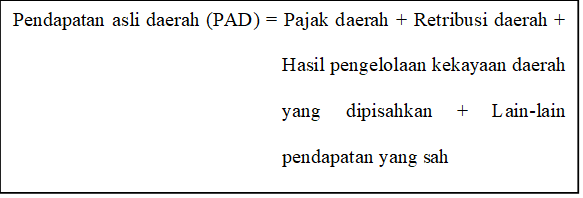 Pendapatan asli daerah (PAD) = Pajak daerah + Retribusi daerah +
Hasil pengelolaan kekayaan daerah
yang dipisahkan + Lain-lain
pendapatan yang sah